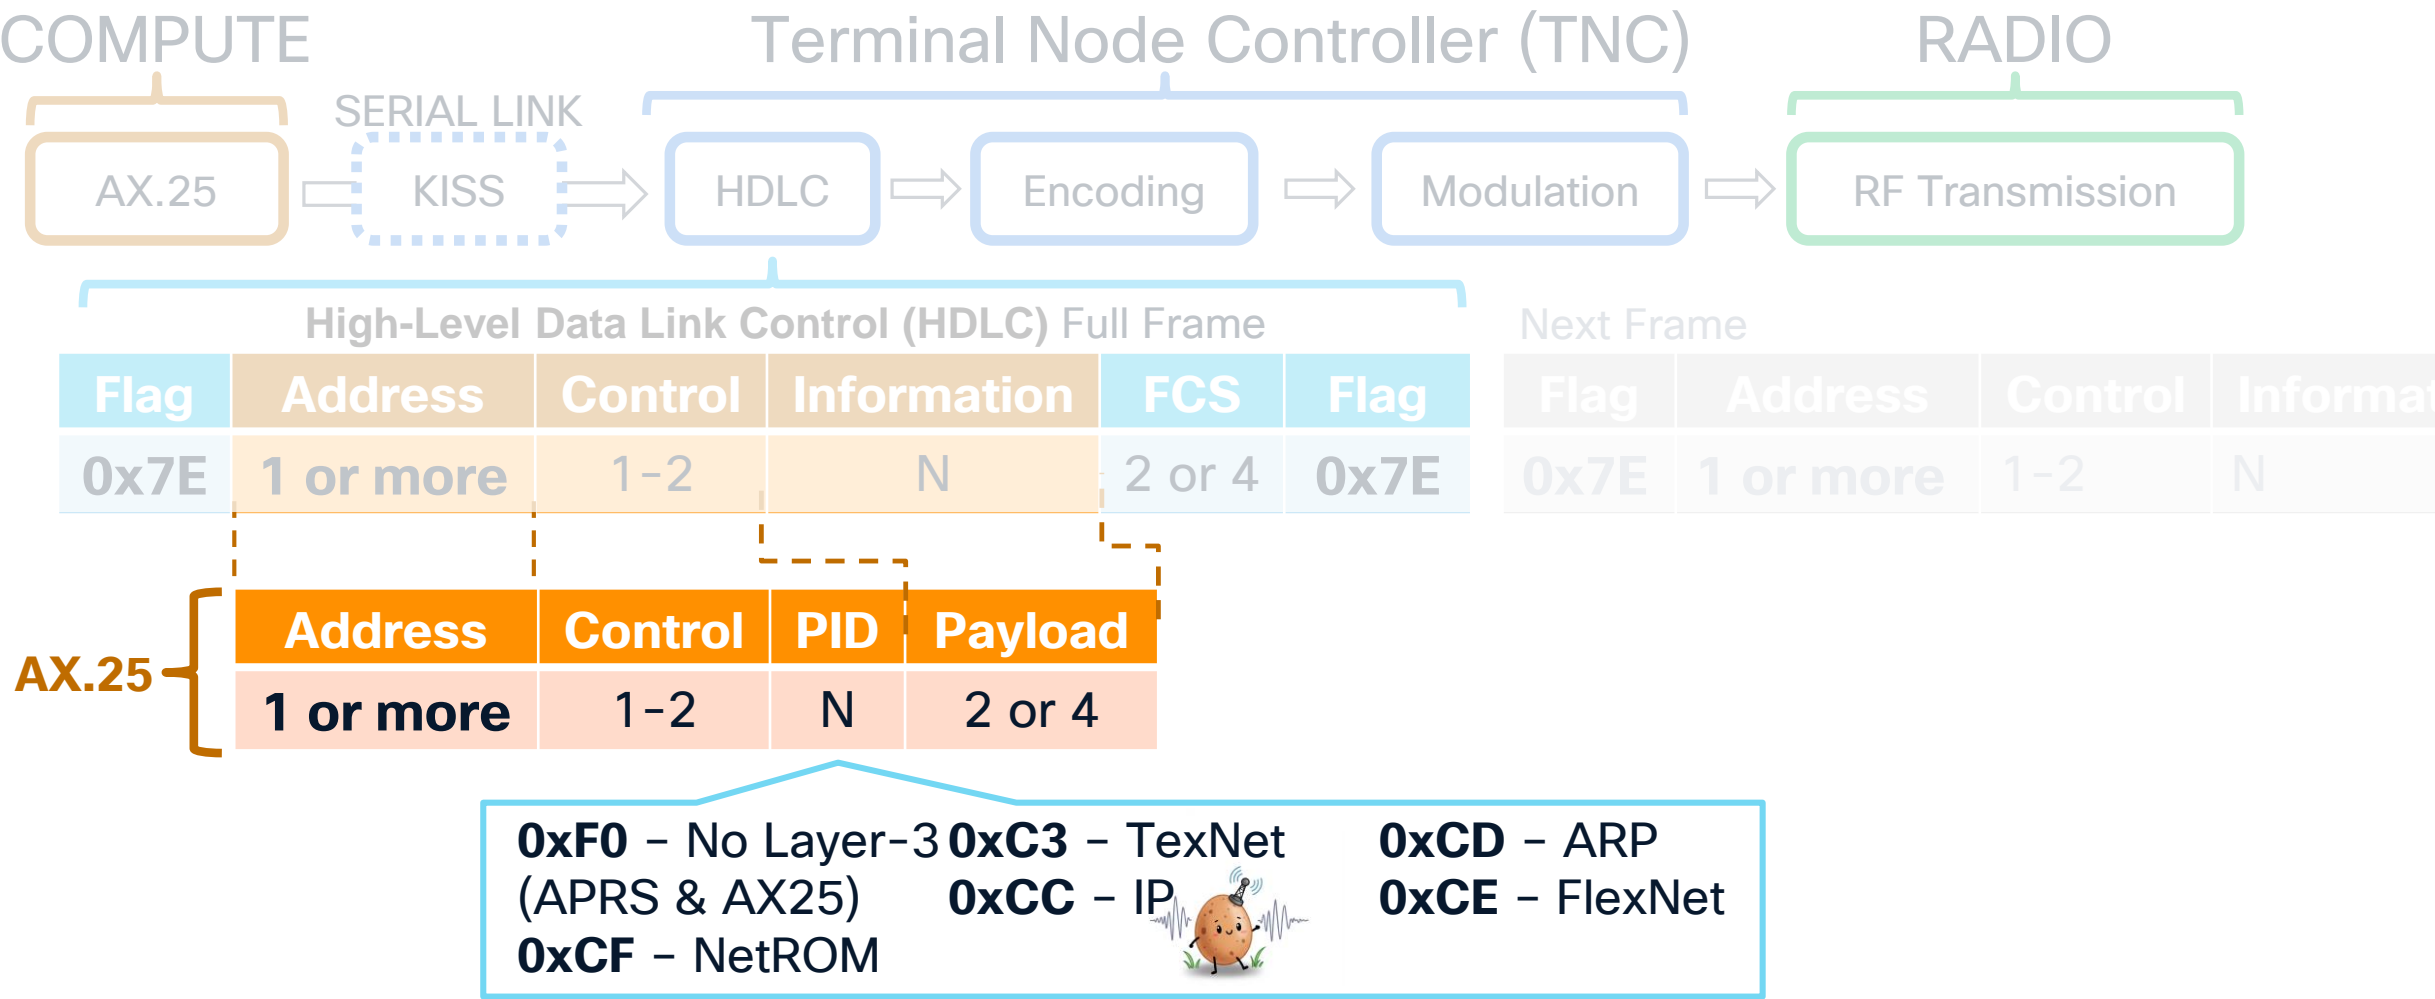 COMPUTE
Terminal Node Controller (TNC)
RADIO
SERIAL LINK
AX.25
KISS
HDLC
Encoding
Modulation
RF Transmission
High-Level Data Link Control (HDLC) Full Frame
Next Frame
Flag Address Control Information FCS Flag
Flag Address Control Informat
0x7E 1 or more 1-2 N 2 or 4 0x7E
0x7E 1 or more 1-2 N
AX.25
Address Control PID Payload
1 or more 1-2 N 2 or 4
0xF0 – No Layer-3
(APRS & AX25)
0xCF – NetROM
0xC3 – TexNet
0xCC – IP
0xCD – ARP
0xCE – FlexNet